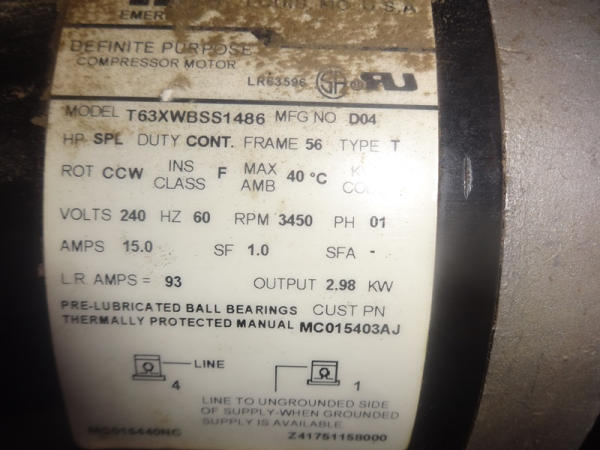 EMER
DEFINITE PURPOSE
COMPRESSOR MOTOR
LR63596
MODEL T63XWBSS1486 MFG NO D04
HP SPL DUTY CONT. FRAME 56 TYPE T
ROT CCW INS CLASS F MAX AMB 40 °C
VOLTS 240 HZ 60 RPM 3450 PH 01
AMPS 15.0 SF 1.0 SFA -
L.R. AMPS = 93 OUTPUT 2.98 KW
PRE-LUBRICATED BALL BEARINGS CUST PN
THERMALLY PROTECTED MANUAL MC015403AJ
LINE
4 1
LINE TO UNGROUNDED SIDE
OF SUPPLY-WHEN GROUNDED
SUPPLY IS AVAILABLE.
MC015440NC Z41751158000